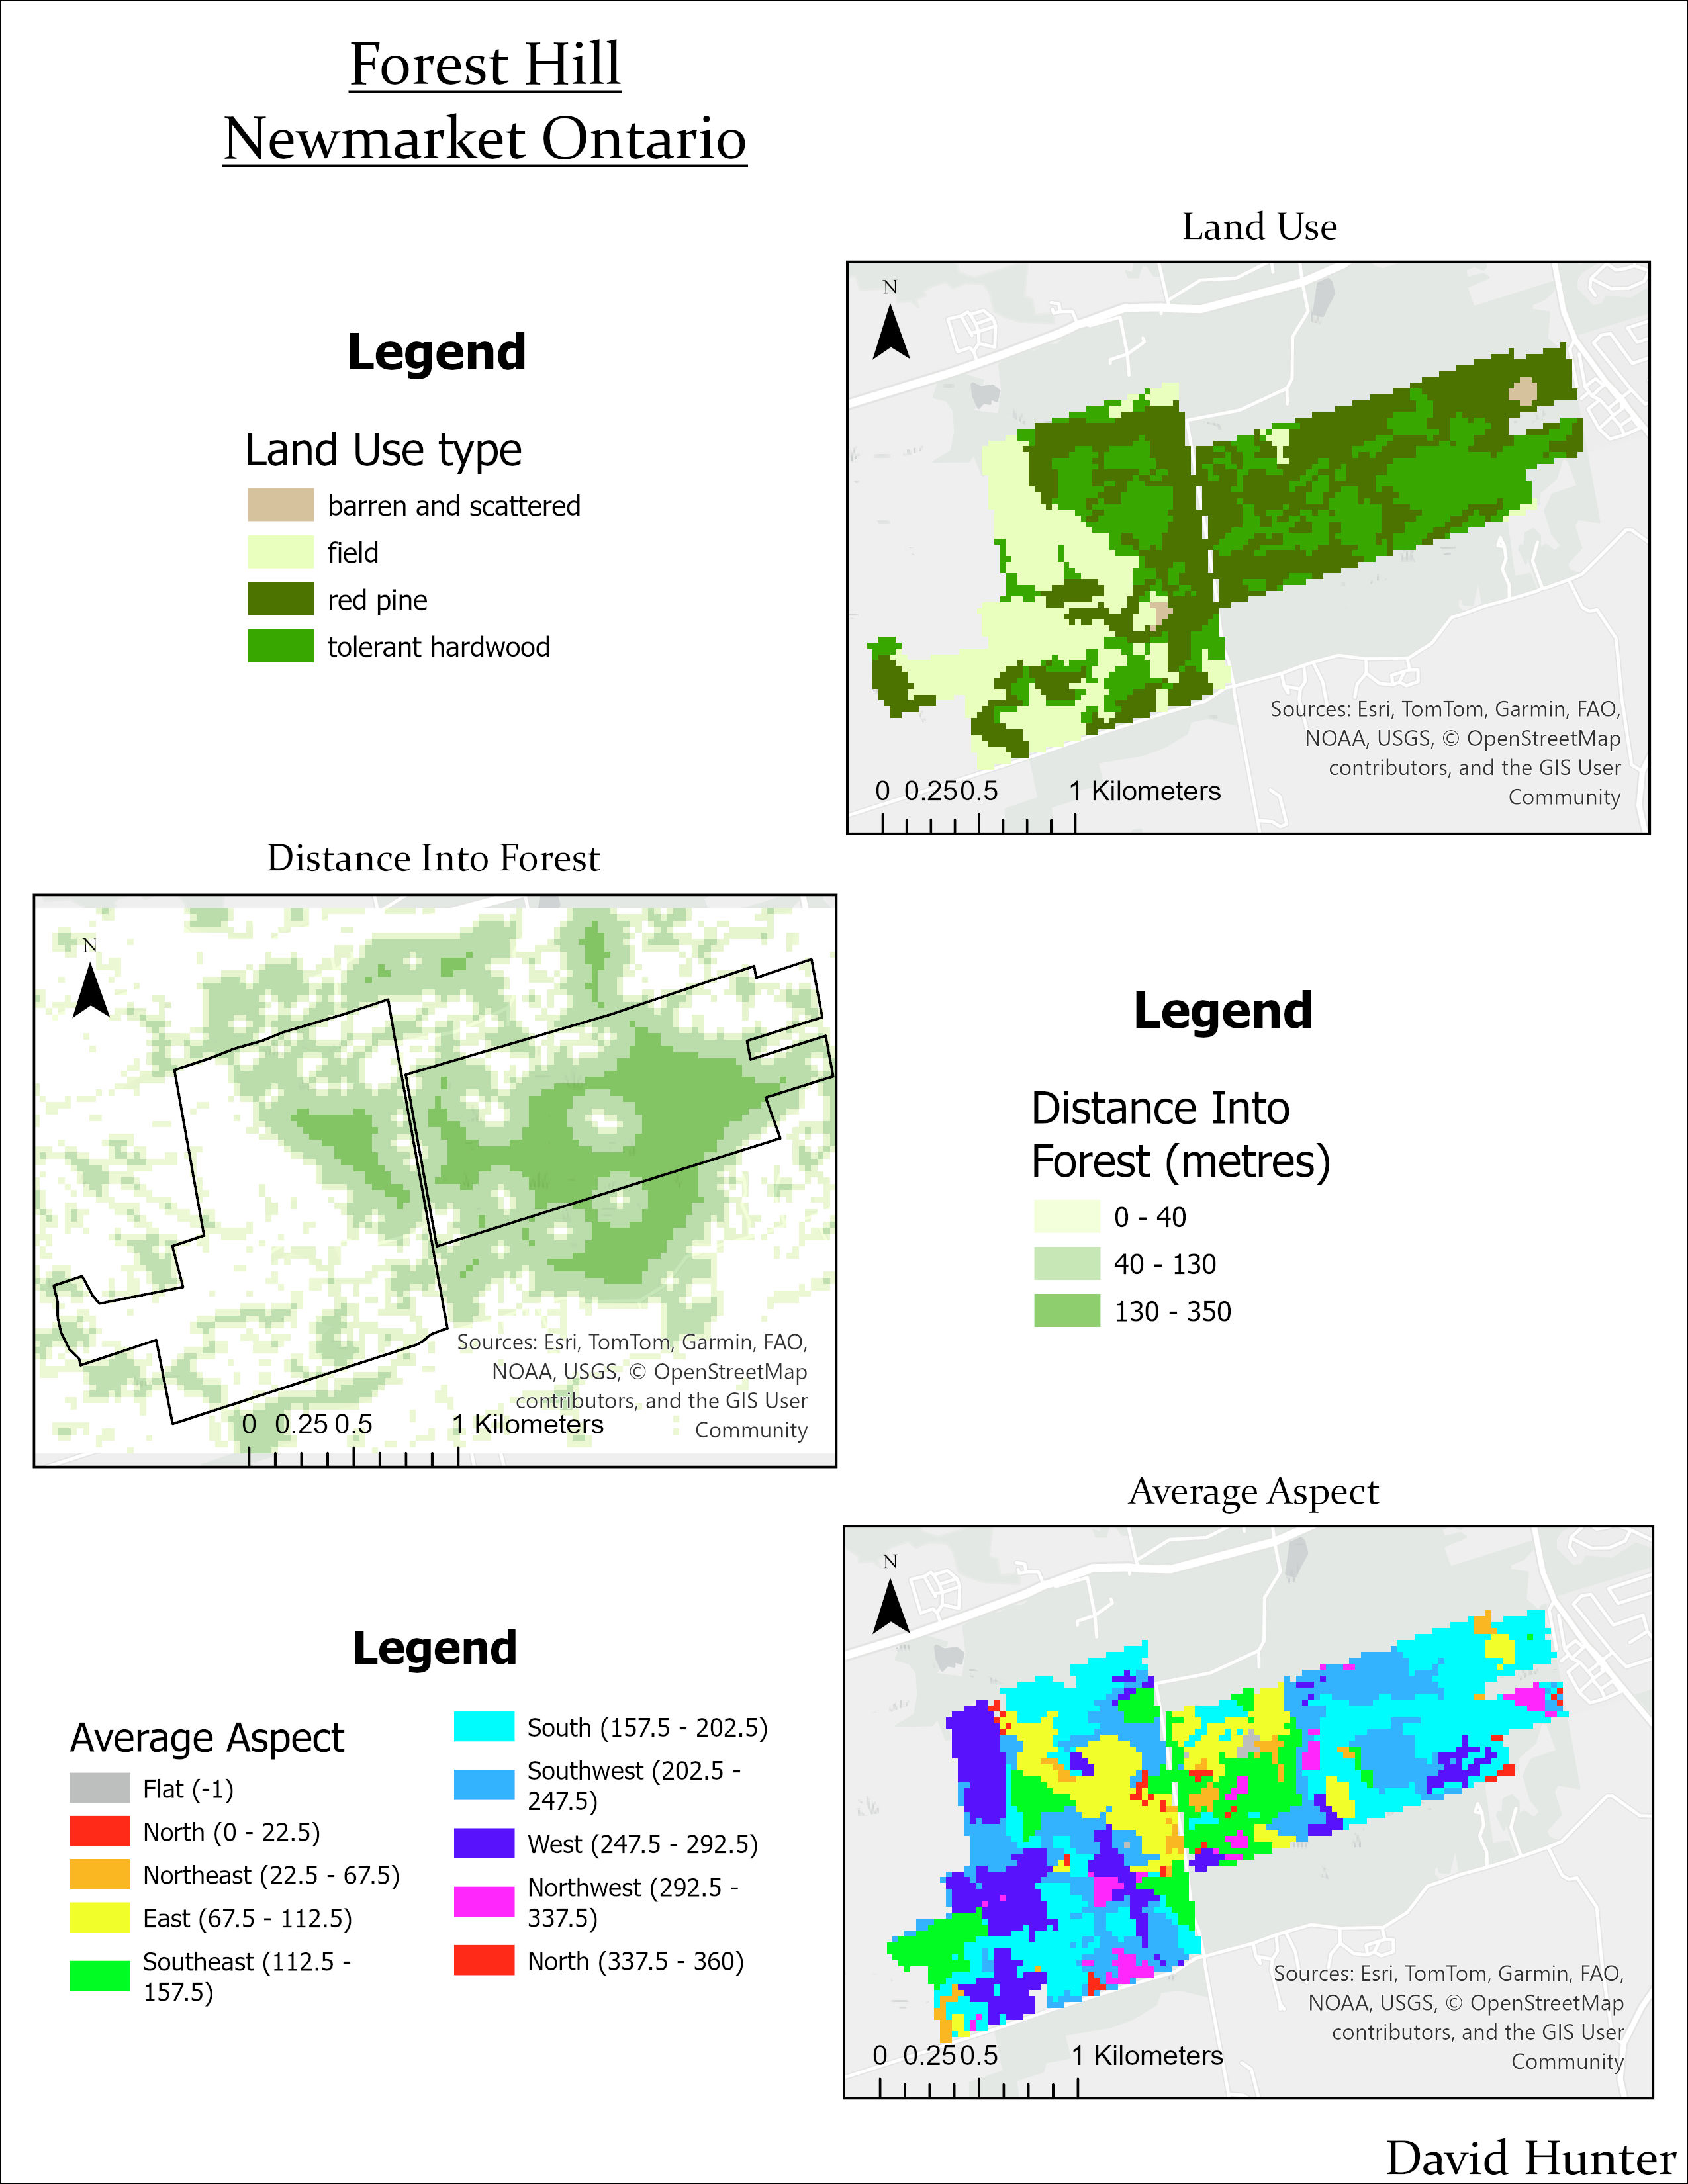 Forest Hill
Newmarket Ontario
Land Use
Legend
Land Use type
barren and scattered
field
red pine
tolerant hardwood
N
Sources: Esri, TomTom, Garmin, FAO,
NOAA, USGS, © OpenStreetMap
contributors, and the GIS User
Community
0 0.25 0.5 1 Kilometers
Distance Into Forest
N
Sources: Esri, TomTom, Garmin, FAO,
NOAA, USGS, © OpenStreetMap
contributors, and the GIS User
Community
0 0.25 0.5 1 Kilometers
Legend
Distance Into
Forest (metres)
0 - 40
40 - 130
130 - 350
Average Aspect
Legend
Average Aspect
Flat (-1)
North (0 - 22.5)
Northeast (22.5 - 67.5)
East (67.5 - 112.5)
Southeast (112.5 -
157.5)
South (157.5 - 202.5)
Southwest (202.5 -
247.5)
West (247.5 - 292.5)
Northwest (292.5 -
337.5)
North (337.5 - 360)
N
Sources: Esri, TomTom, Garmin, FAO,
NOAA, USGS, © OpenStreetMap
contributors, and the GIS User
Community
0 0.25 0.5 1 Kilometers
David Hunter